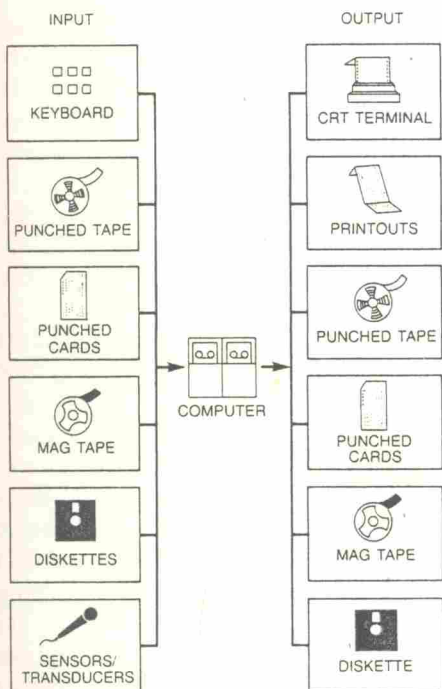 INPUT
KEYBOARD
PUNCHED TAPE
PUNCHED
CARDS
MAG TAPE
DISKETTES
SENSORS/
TRANSDUCERS
COMPUTER
OUTPUT
CRT TERMINAL
PRINTOUTS
PUNCHED TAPE
PUNCHED
CARDS
MAG TAPE
DISKETTE